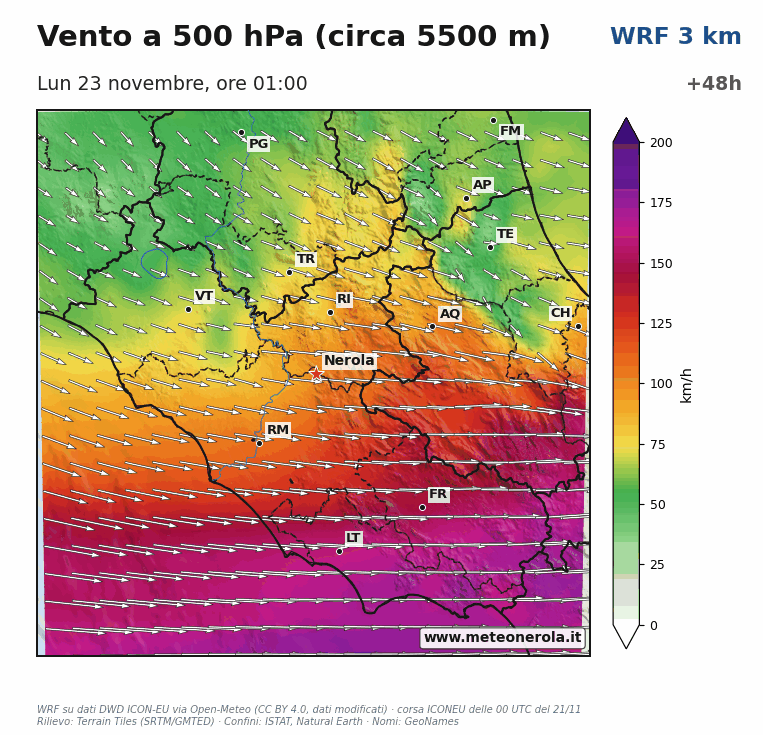 Vento a 500 hPa (circa 5500 m)
WRF 3 km
Lun 23 novembre, ore 01:00
+48h
PG
FM
AP
TE
TR
VT
RI
AQ
CH
Nerola
RM
FR
LT
www.meteonerola.it
200
175
150
125
100
75
50
25
0
km/h
WRF su dati DWD ICON-EU via Open-Meteo (CC BY 4.0, dati modificati) · corsa ICONEU delle 00 UTC del 21/11
Rilievo: Terrain Tiles (SRTM/GMTED) · Confini: ISTAT, Natural Earth · Nomi: GeoNames